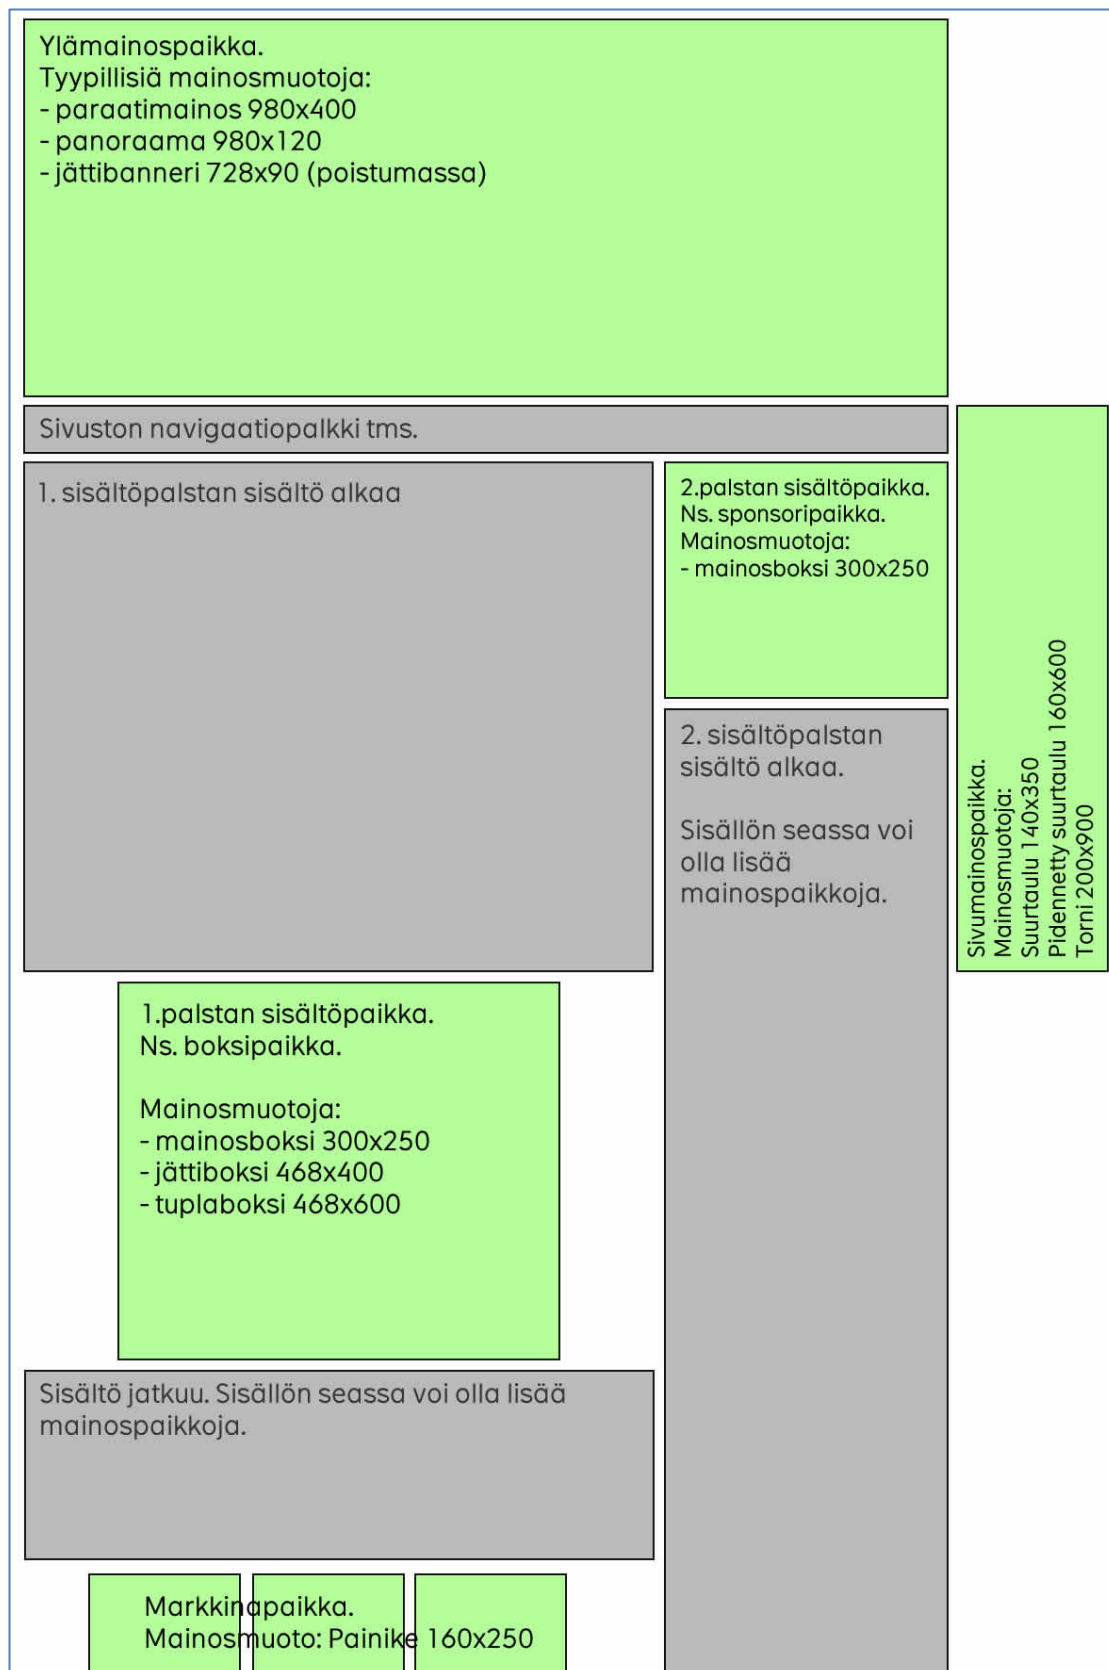 Ylämainospaikka.
Tyypillisiä mainosmuotoja:
- paraatimainos 980x400
- panoraama 980x120
- jättibanneri 728x90 (poistumassa)
Sivuston navigaatiopalkki tms.
1. sisältöpalstan sisältö alkaa
2.palstan sisältöpaikka.
Ns. sponsoripaikka.
Mainosmuotoja:
- mainosboksi 300x250
Sivumainospaikka.
Mainosmuotoja:
Suurtaulu 140x350
Pidennetty suurtaulu 160x600
Torni 200x900
2. sisältöpalstan
sisältö alkaa.
Sisällön seassa voi
olla lisää
mainospaikkoja.
1.palstan sisältöpaikka.
Ns. boksipaikka.
Mainosmuotoja:
- mainosboksi 300x250
- jättiboksi 468x400
- tuplaboksi 468x600
Sisältö jatkuu. Sisällön seassa voi olla lisää
mainospaikkoja.
Markkinapaikka.
Mainosmuoto: Painike 160x250